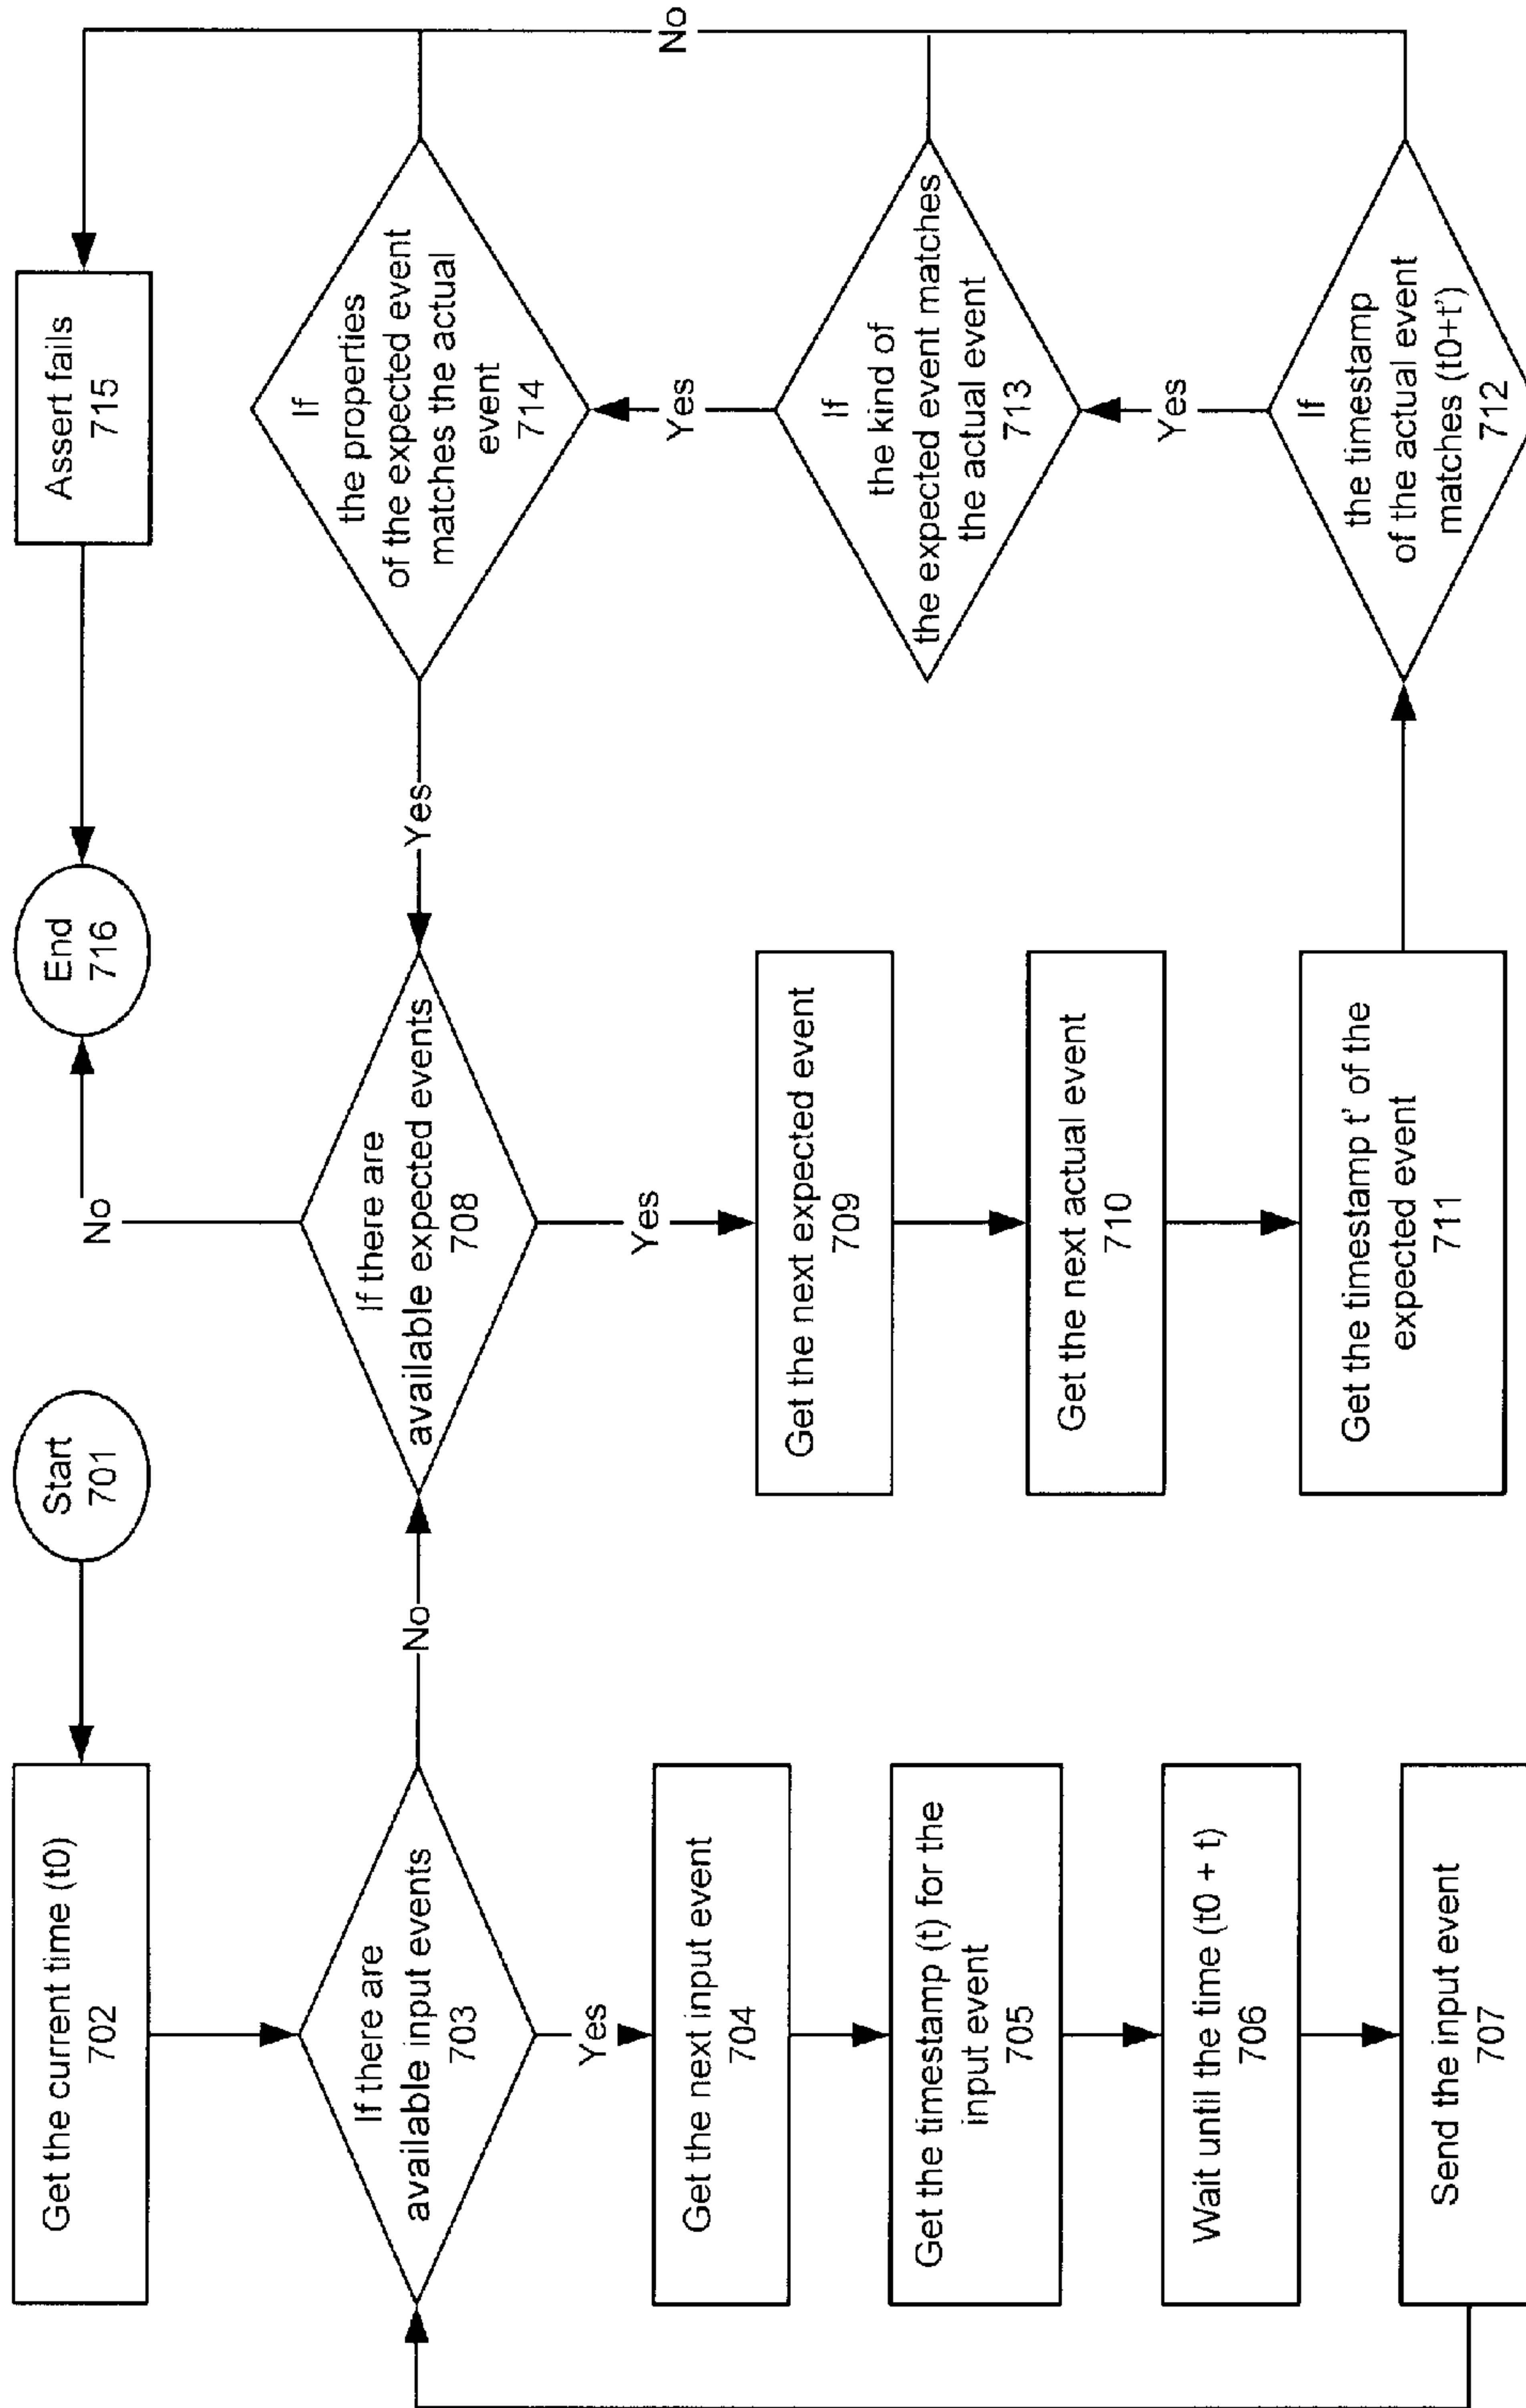 Start
701
Get the current time (t0)
702
If there are
available input events
703
Yes
No
Get the next input event
704
Get the timestamp (t) for the
input event
705
Wait until the time (t0 + t)
706
Send the input event
707
If there are
available expected events
708
No
Yes
Get the next expected event
709
Get the next actual event
710
Get the timestamp t' of the
expected event
711
If
the timestamp
of the actual event
matches (t0+t')
712
Yes
If
the kind of
the expected event matches
the actual event
713
Yes
If
the properties
of the expected event
matches the actual
event
714
Yes
No
Assert fails
715
End
716